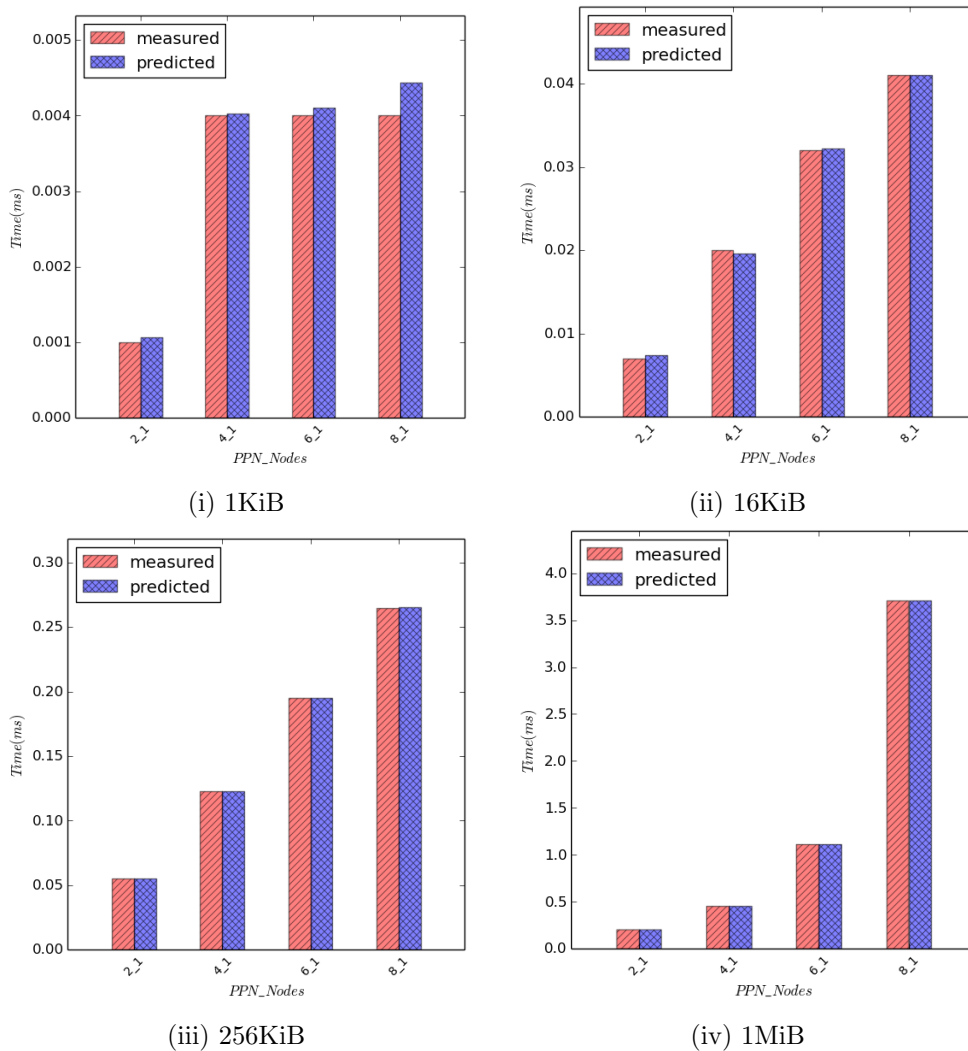 0.005
0.004
0.003
0.002
0.001
0.000
Time(ms)
measured
predicted
2_1
4_1
6_1
8_1
PPN_Nodes
(i) 1KiB
0.04
0.03
0.02
0.01
0.00
Time(ms)
measured
predicted
2_1
4_1
6_1
8_1
PPN_Nodes
(ii) 16KiB
0.30
0.25
0.20
0.15
0.10
0.05
0.00
Time(ms)
measured
predicted
2_1
4_1
6_1
8_1
PPN_Nodes
(iii) 256KiB
4.0
3.5
3.0
2.5
2.0
1.5
1.0
0.5
0.0
Time(ms)
measured
predicted
2_1
4_1
6_1
8_1
PPN_Nodes
(iv) 1MiB